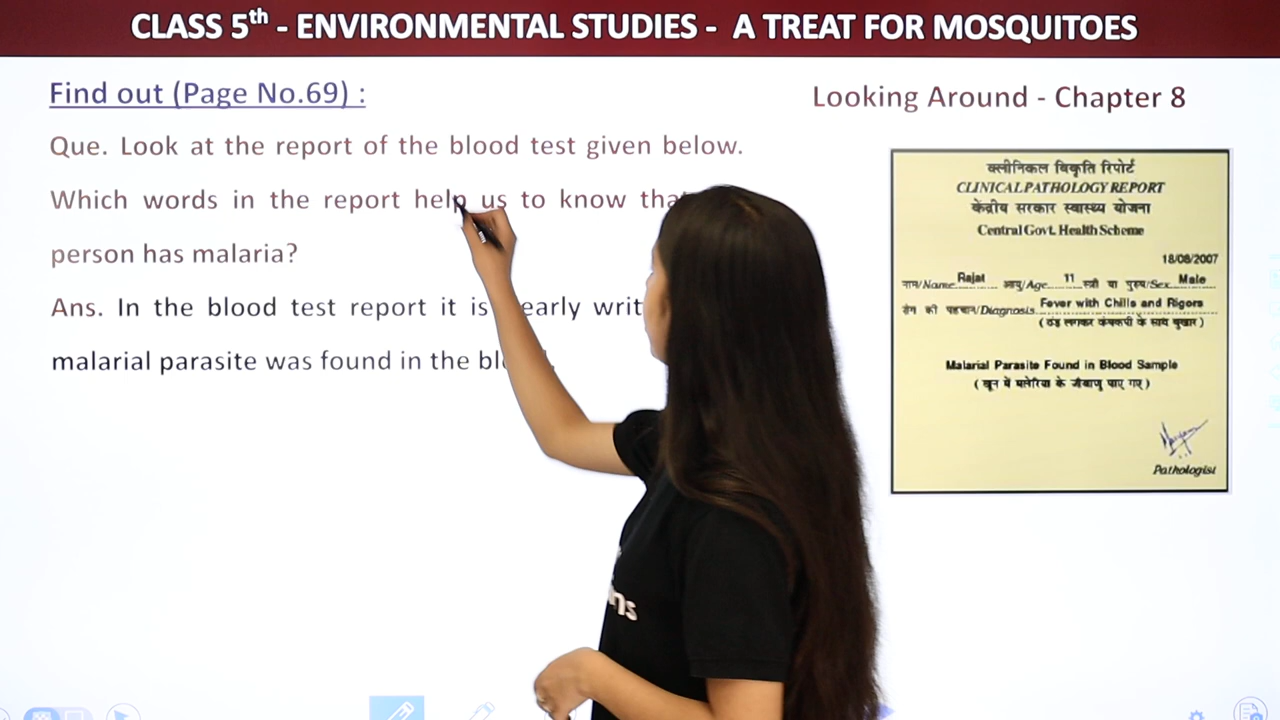 CLASS 5th - ENVIRONMENTAL STUDIES - A TREAT FOR MOSQUITOES
Find out (Page No.69) :
Looking Around - Chapter 8
Que. Look at the report of the blood test given below.
Which words in the report help us to know
person has malaria?
Ans. In the blood test report it is
malarial parasite was found in the
क्लीनिकल विकृति रिपोर्ट
CLINICAL PATHOLOGY REPORT
केंद्रीय सरकार स्वास्थ्य योजना
Central Govt. Health Scheme
18/08/2007
नाम/Name Rajat आयु/Age 11 स्त्री या पुरुष/Sex Male
रोग की पहचान/Diagnosis Fever with Chills and Rigors
(ठंड लगकर कंपकपी के साथ बुखार)
Malarial Parasite Found in Blood Sample
(खून में मलेरिया के जीवाणु पाए गए)
Pathologist